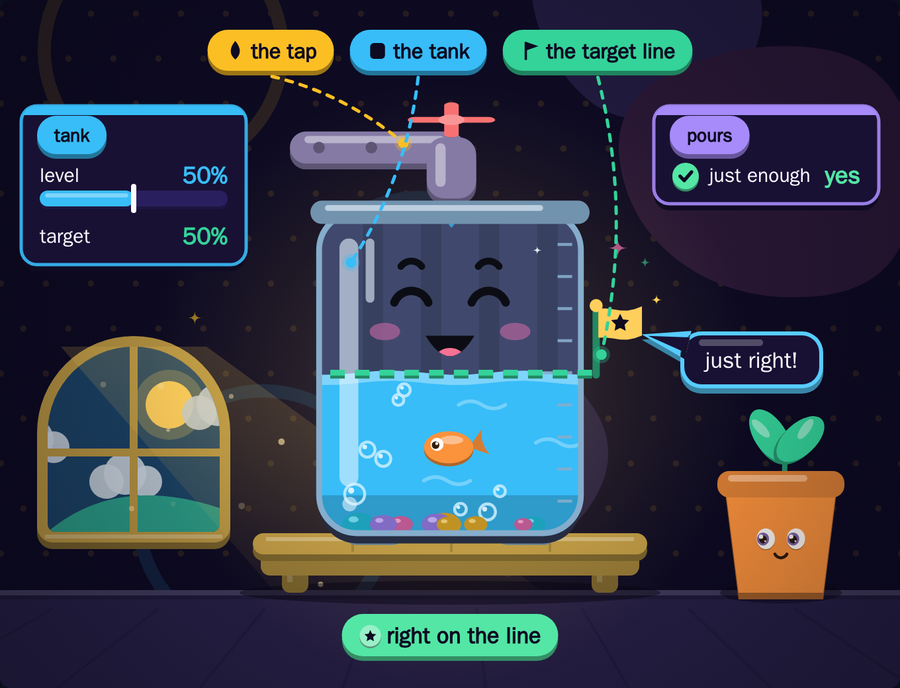 the tap
the tank
the target line
tank
level 50%
target 50%
pours
just enough yes
just right!
right on the line